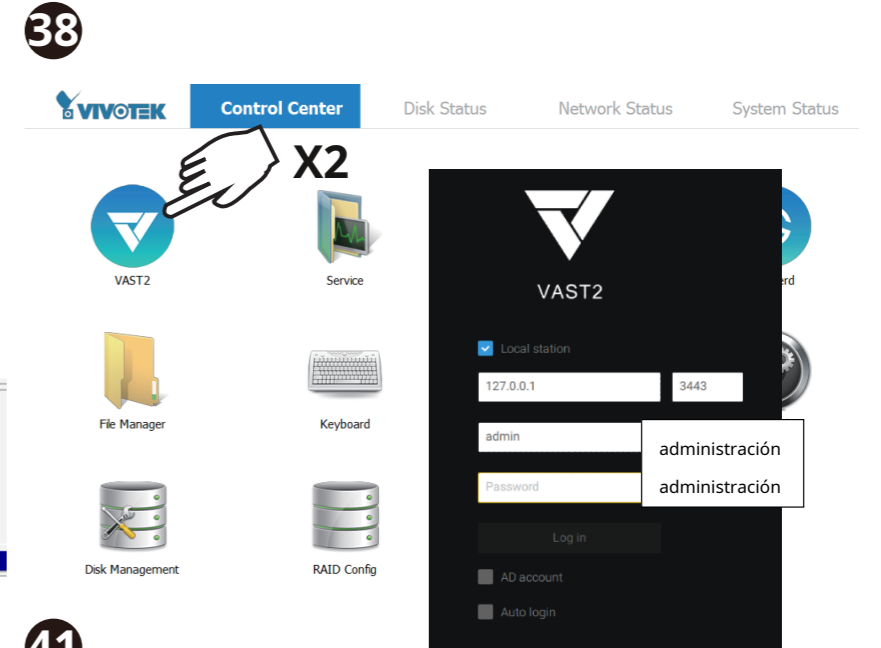 38
VIVOTEK
Control Center
Disk Status
Network Status
System Status
X2
VAST2
Service
rd
VAST2
Local station
127.0.0.1
3443
File Manager
Keyboard
admin
administración
Password
administración
Log in
Disk Management
RAID Config
AD account
Auto login
41